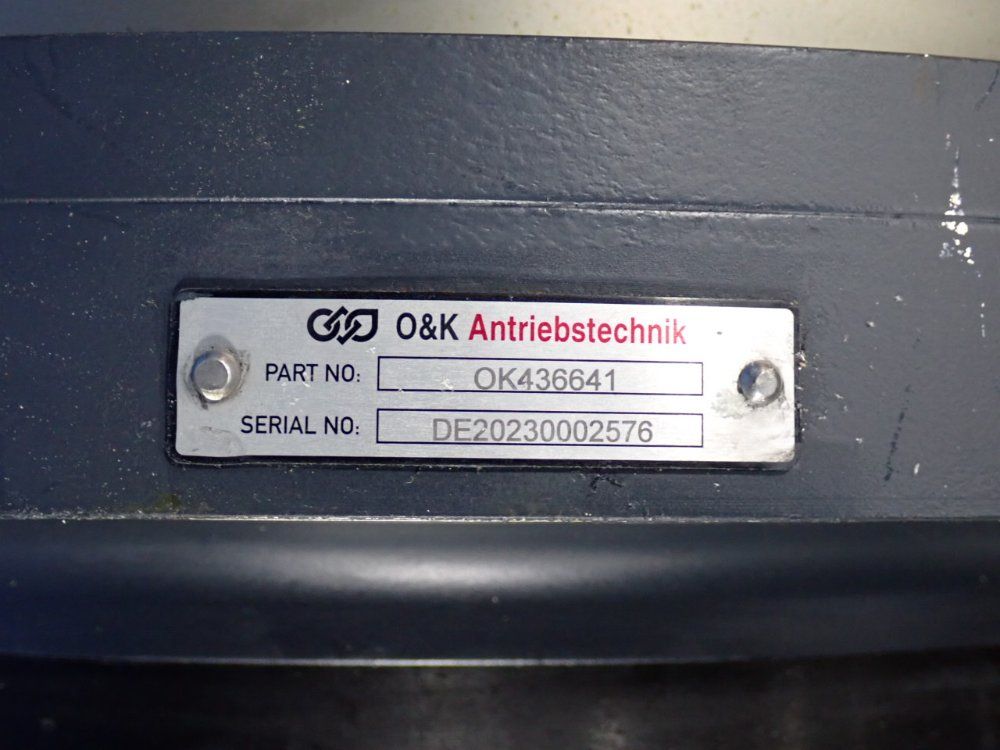 O&K Antriebstechnik
PART NO: OK436641
SERIAL NO: DE20230002576